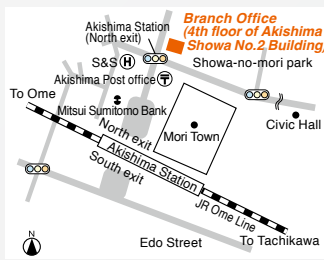 Branch Office
(4th floor of Akishima
Showa No.2 Building)
Akishima Station
(North exit)
S&S H
Showa-no-mori park
Akishima Post office 〒
To Ome
Mitsui Sumitomo Bank
Mori Town
Civic Hall
North exit
Akishima Station
South exit
JR Ome Line
To Tachikawa
Edo Street
N